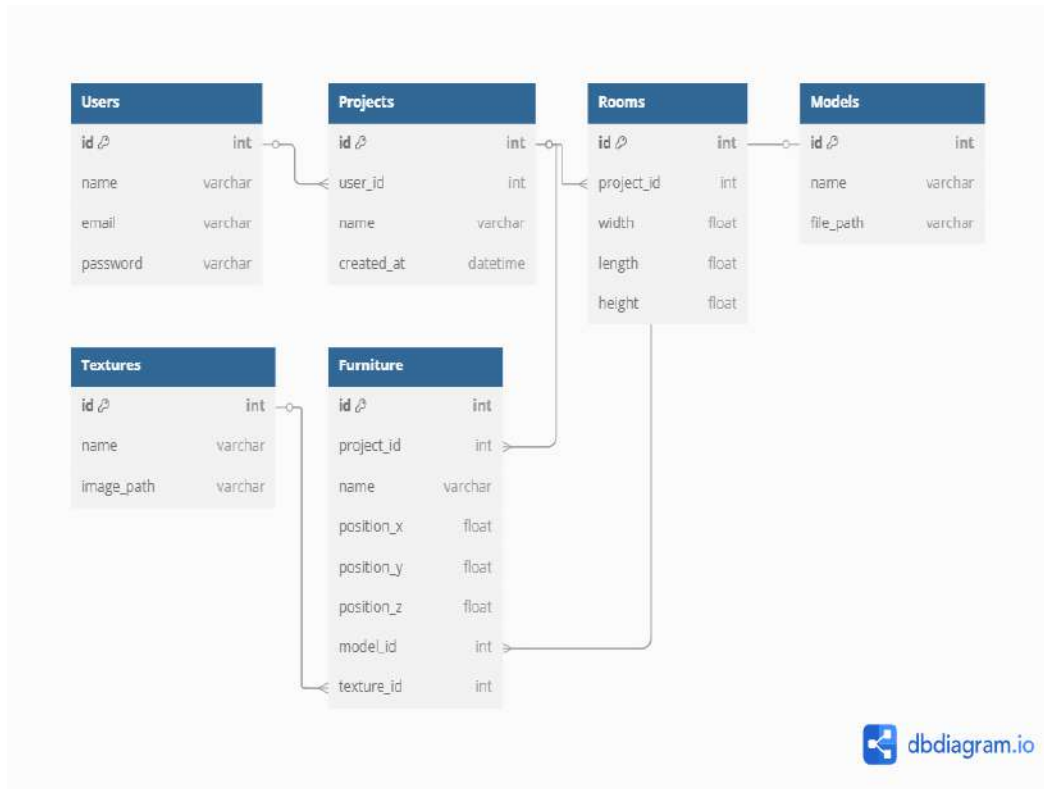 Users
id int
name varchar
email varchar
password varchar
Projects
id int
user_id int
name varchar
created_at datetime
Rooms
id int
project_id int
width float
length float
height float
Models
id int
name varchar
file_path varchar
Textures
id int
name varchar
image_path varchar
Furniture
id int
project_id int
name varchar
position_x float
position_y float
position_z float
model_id int
texture_id int
dbdiagram.io